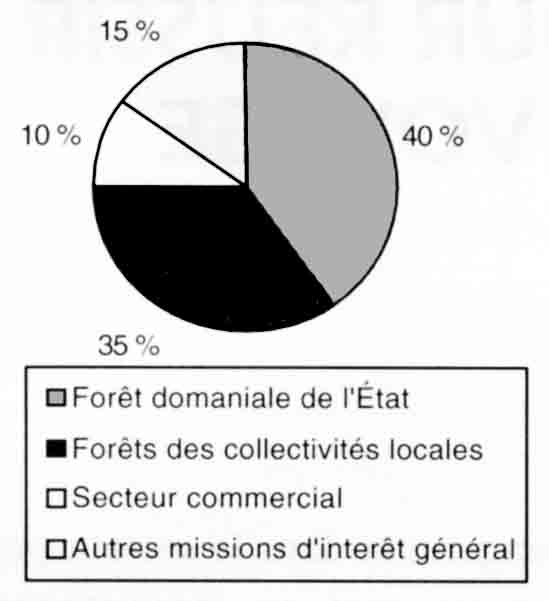 15 %
10 %
40 %
35 %
Forêt domaniale de l'État
Forêts des collectivités locales
Secteur commercial
Autres missions d'interêt général